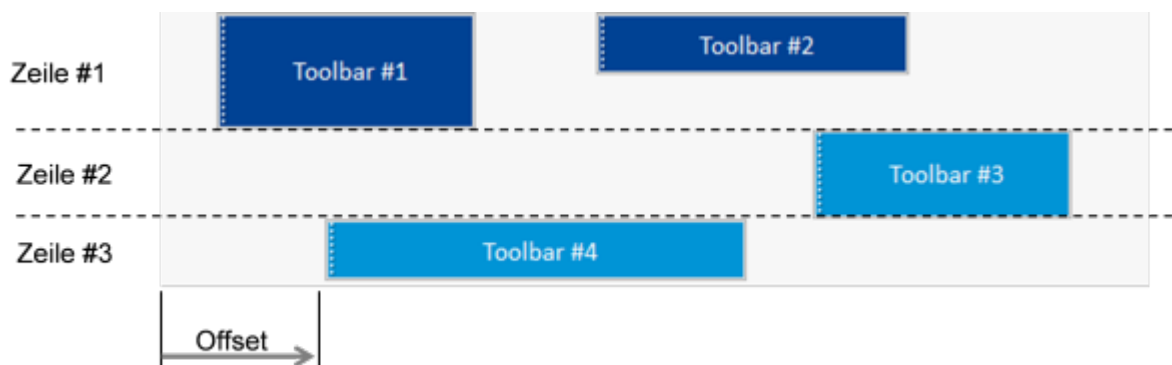 Zeile #1
Toolbar #1
Toolbar #2
Zeile #2
Toolbar #3
Zeile #3
Toolbar #4
Offset